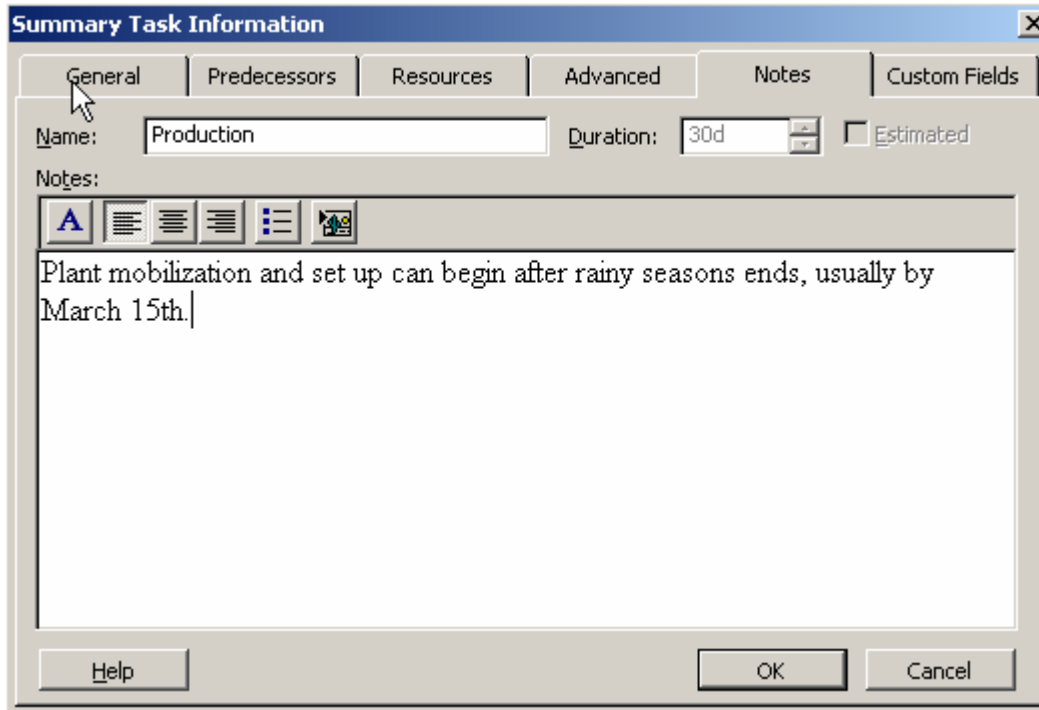 Summary Task Information
General Predecessors Resources Advanced Notes Custom Fields
Name: Production Duration: 30d Estimated
Notes:
A
Plant mobilization and set up can begin after rainy seasons ends, usually by
March 15th.
Help OK Cancel